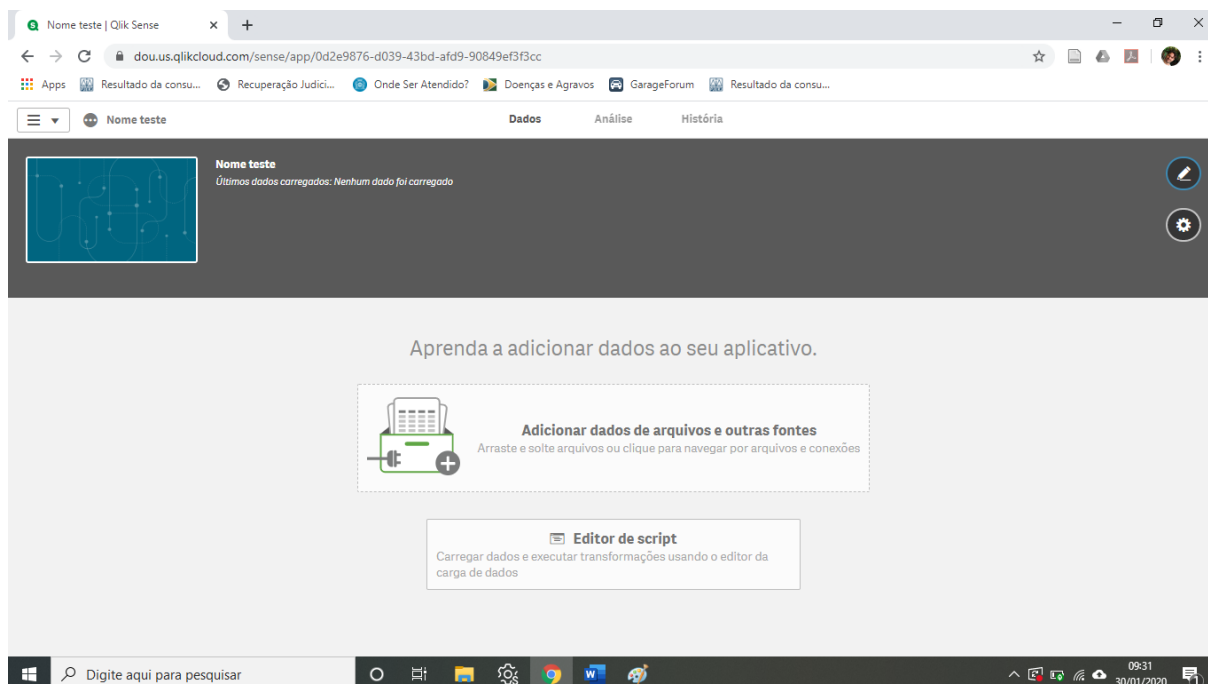 Nome teste | Qlik Sense
dou.us.qlikcloud.com/sense/app/0d2e9876-d039-43bd-afd9-90849ef3f3cc
Apps Resultado da consu... Recuperação Judici... Onde Ser Atendido? Doenças e Agravos GarageForum Resultado da consu...
Nome teste Dados Análise História
Nome teste
Últimos dados carregados: Nenhum dado foi carregado
Aprenda a adicionar dados ao seu aplicativo.
Adicionar dados de arquivos e outras fontes
Arraste e solte arquivos ou clique para navegar por arquivos e conexões
Editor de script
Carregar dados e executar transformações usando o editor da
carga de dados
Digite aqui para pesquisar
09:31
30/01/2020